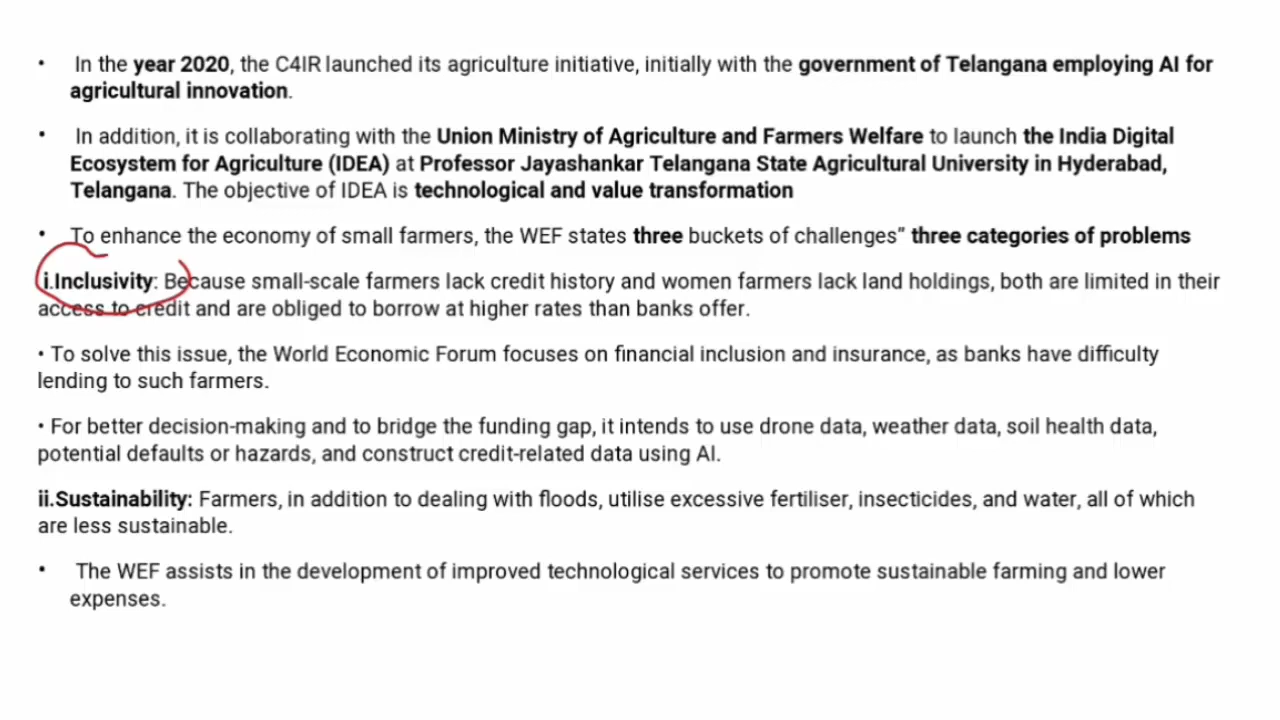 • In the year 2020, the C4IR launched its agriculture initiative, initially with the government of Telangana employing AI for
agricultural innovation.
• In addition, it is collaborating with the Union Ministry of Agriculture and Farmers Welfare to launch the India Digital
Ecosystem for Agriculture (IDEA) at Professor Jayashankar Telangana State Agricultural University in Hyderabad,
Telangana. The objective of IDEA is technological and value transformation
• To enhance the economy of small farmers, the WEF states three buckets of challenges” three categories of problems
i.Inclusivity: Because small-scale farmers lack credit history and women farmers lack land holdings, both are limited in their
access to credit and are obliged to borrow at higher rates than banks offer.
• To solve this issue, the World Economic Forum focuses on financial inclusion and insurance, as banks have difficulty
lending to such farmers.
• For better decision-making and to bridge the funding gap, it intends to use drone data, weather data, soil health data,
potential defaults or hazards, and construct credit-related data using AI.
ii.Sustainability: Farmers, in addition to dealing with floods, utilise excessive fertiliser, insecticides, and water, all of which
are less sustainable.
• The WEF assists in the development of improved technological services to promote sustainable farming and lower
expenses.